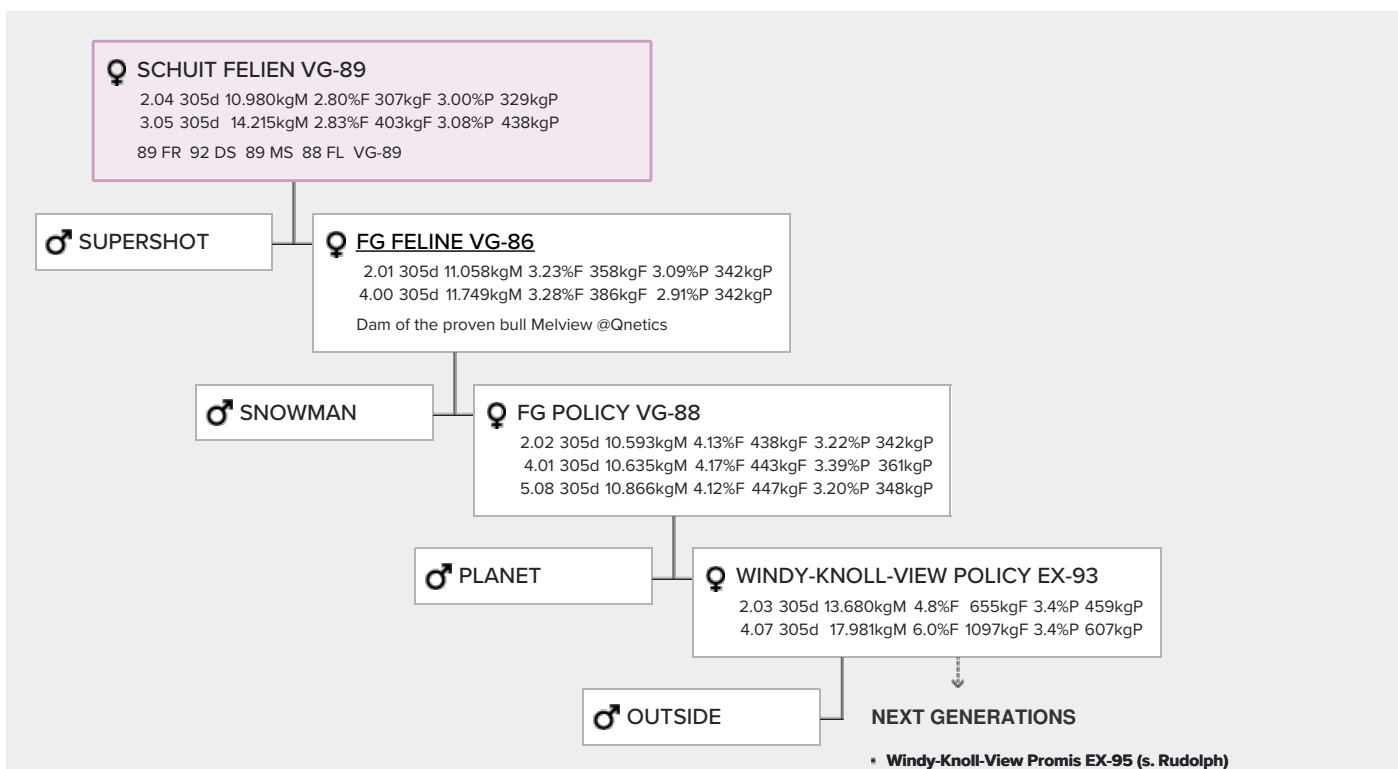 SCHUIT FELIEN VG-89
2.04 305d 10.980kgM 2.80%F 307kgF 3.00%P 329kgP
3.05 305d 14.215kgM 2.83%F 403kgF 3.08%P 438kgP
89 FR 92 DS 89 MS 88 FL VG-89
SUPERSHOT
FG FELINE VG-86
2.01 305d 11.058kgM 3.23%F 358kgF 3.09%P 342kgP
4.00 305d 11.749kgM 3.28%F 386kgF 2.91%P 342kgP
Dam of the proven bull Melview @Qnetics
SNOWMAN
FG POLICY VG-88
2.02 305d 10.593kgM 4.13%F 438kgF 3.22%P 342kgP
4.01 305d 10.635kgM 4.17%F 443kgF 3.39%P 361kgP
5.08 305d 10.866kgM 4.12%F 447kgF 3.20%P 348kgP
PLANET
WINDY-KNOLL-VIEW POLICY EX-93
2.03 305d 13.680kgM 4.8%F 655kgF 3.4%P 459kgP
4.07 305d 17.981kgM 6.0%F 1097kgF 3.4%P 607kgP
OUTSIDE
NEXT GENERATIONS
▪ Windy-Knoll-View Promis EX-95 (s. Rudolph)